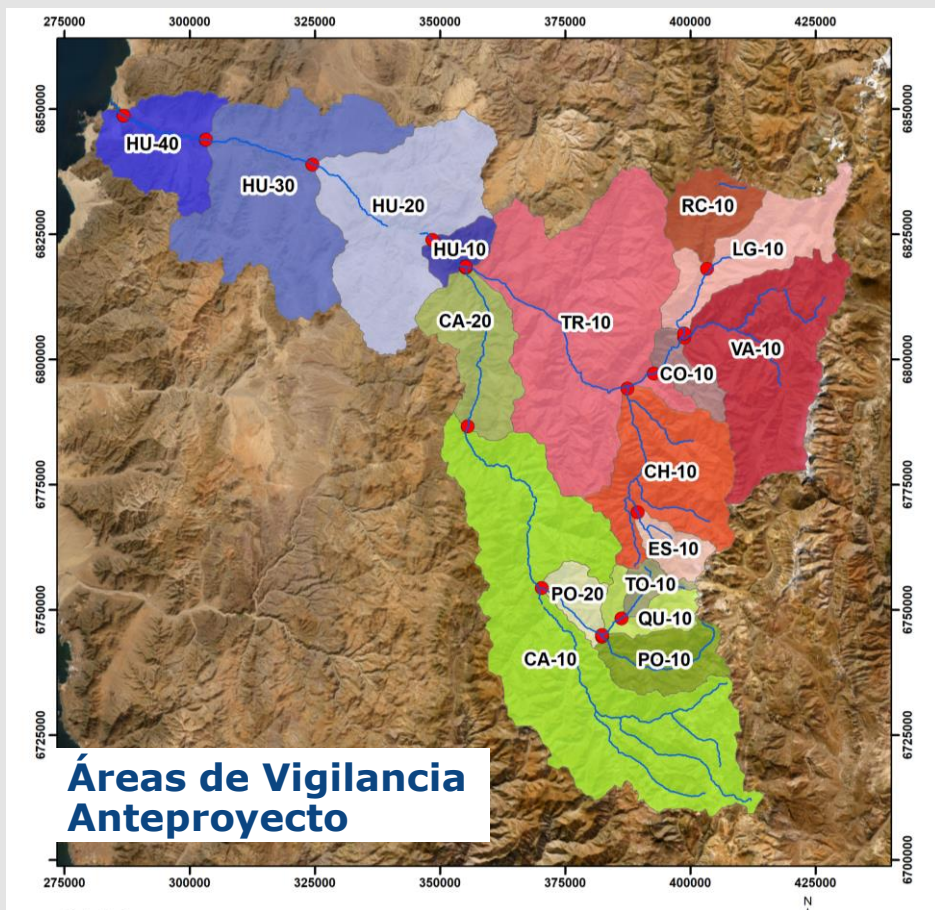 275000 300000 325000 350000 375000 400000 425000
6850000 6850000
HU-40
HU-30
HU-20
RC-10
6825000 6825000
HU-10
LG-10
CA-20
TR-10
VA-10
6800000 6800000
CO-10
CH-10
6775000 6775000
ES-10
TO-10
PO-20
6750000 6750000
QU-10
CA-10
PO-10
6725000 6725000
Áreas de Vigilancia
Anteproyecto
6700000
275000 300000 325000 350000 375000 400000 425000
N